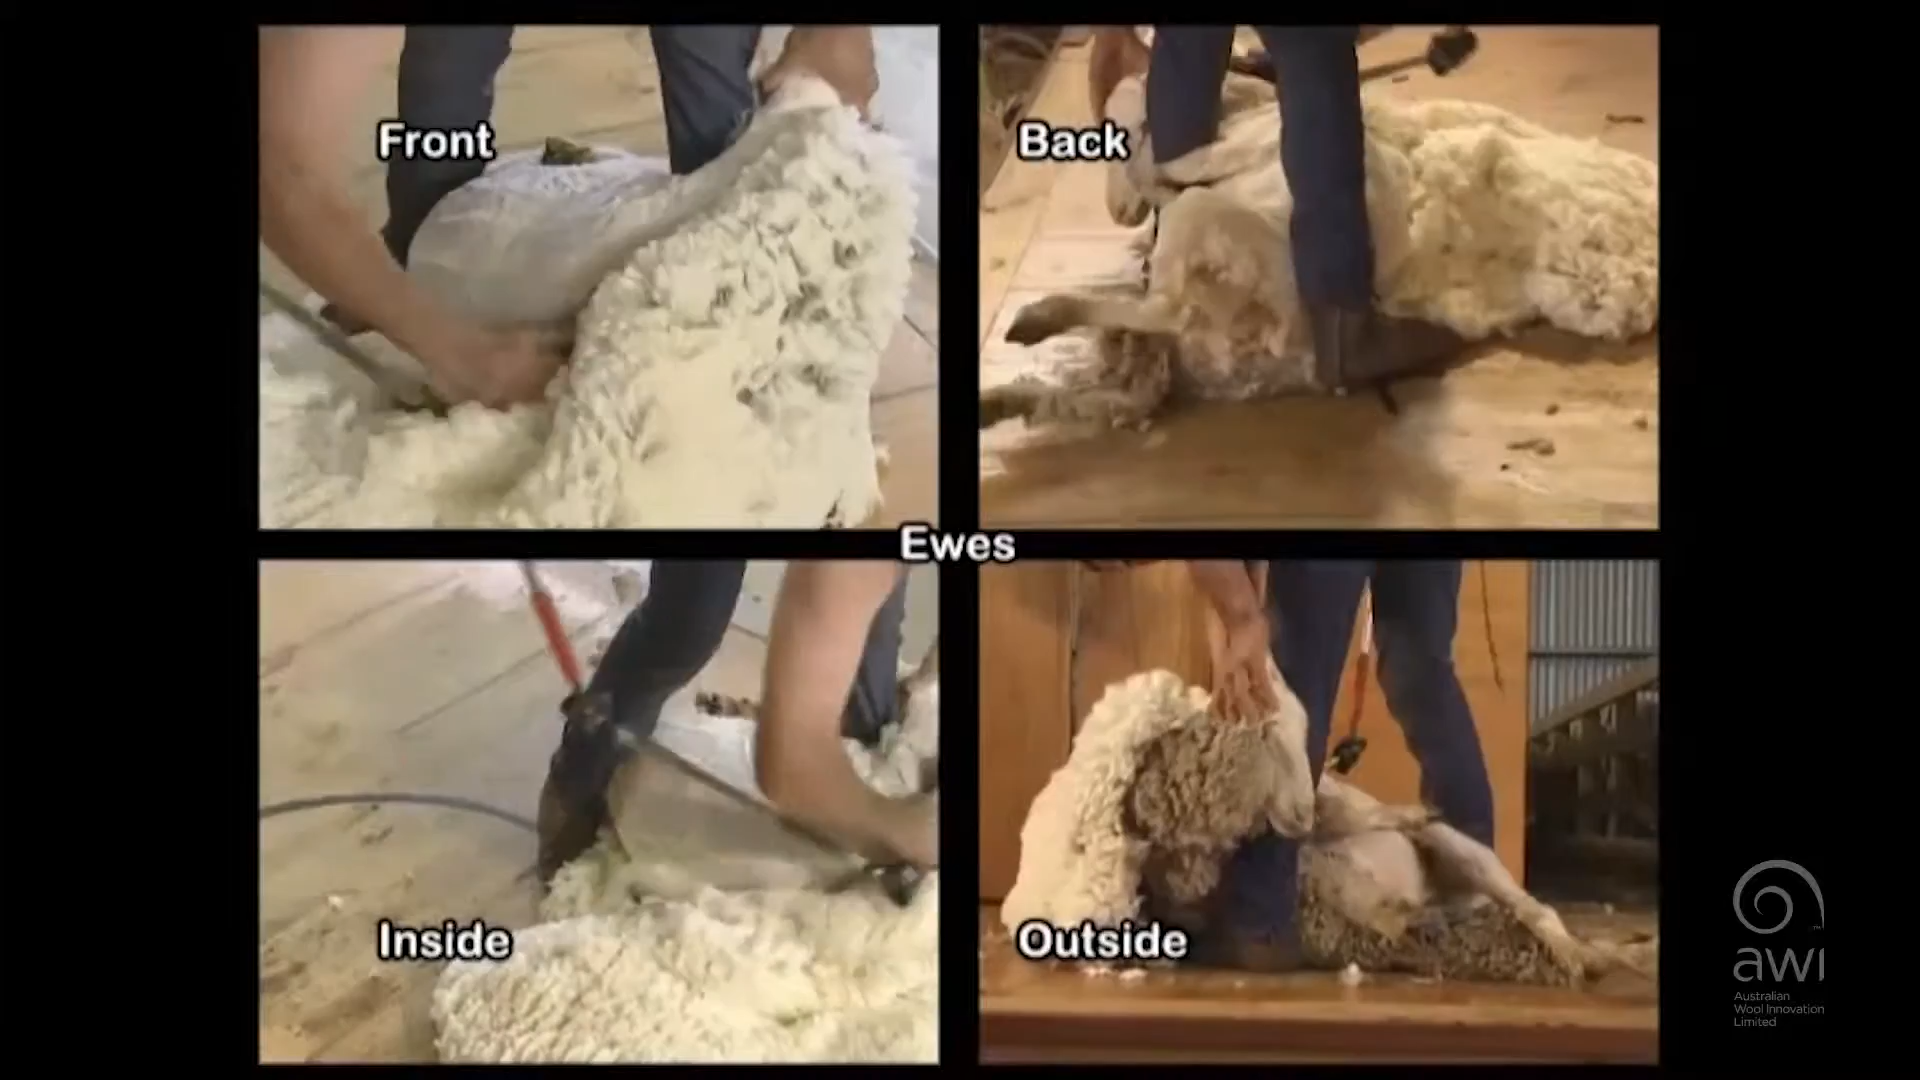 Front
Back
Ewes
Inside
Outside
awi
Australian
Wool Innovation
Limited